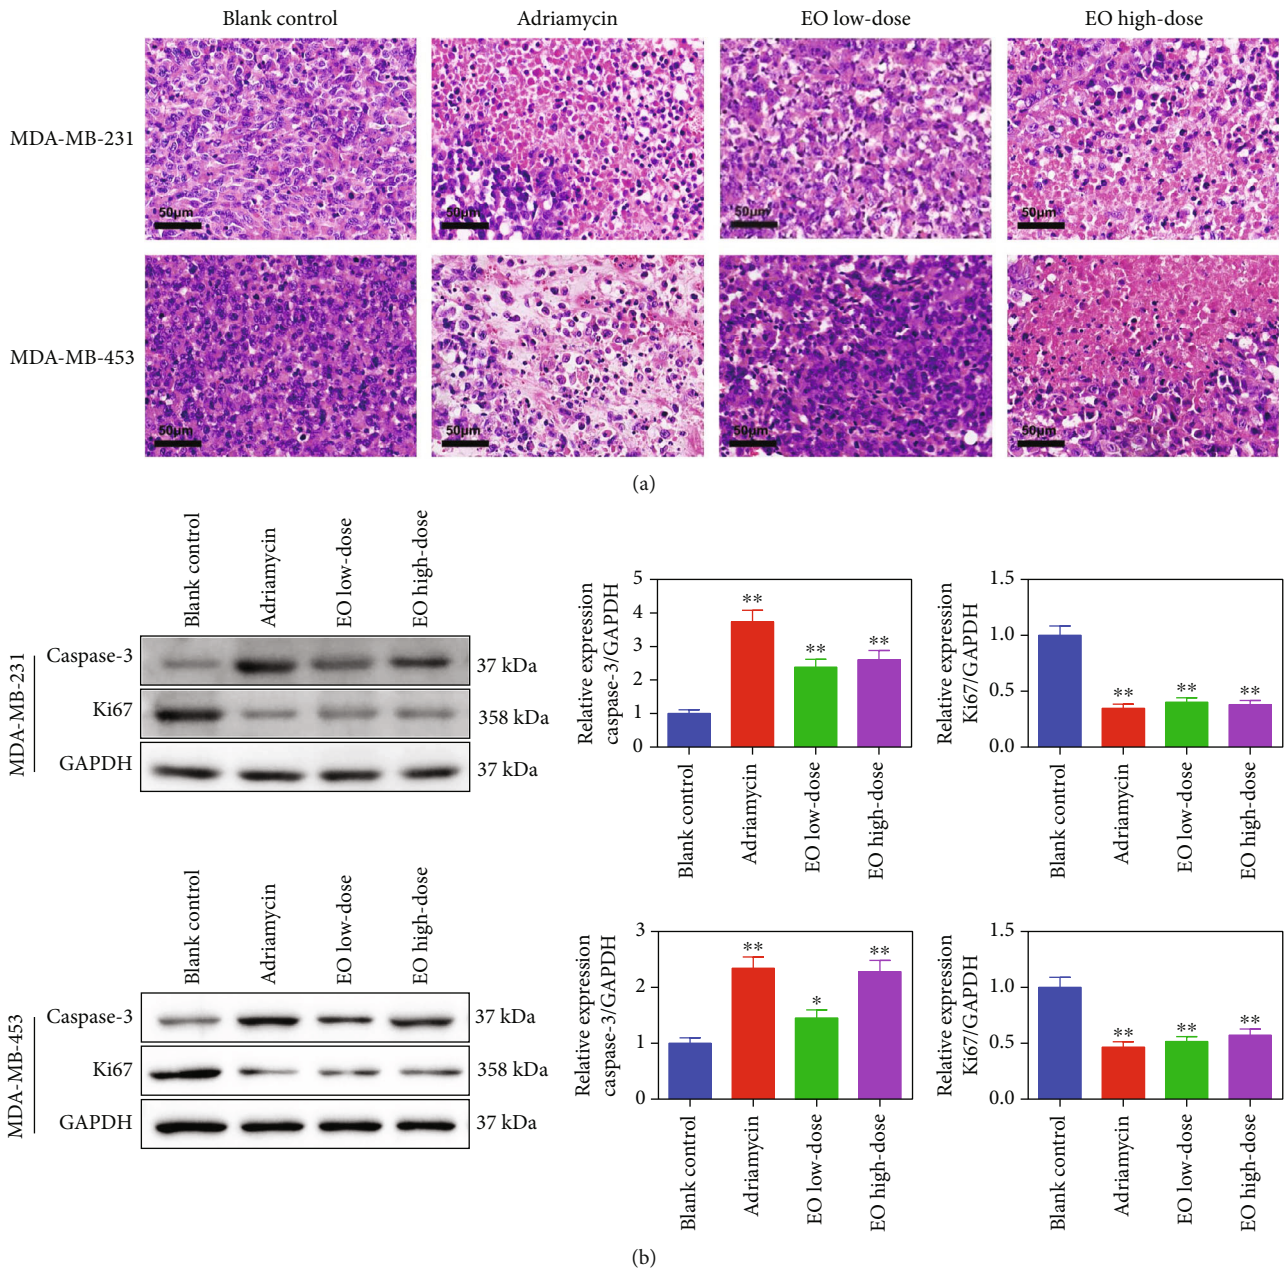 Blank control Adriamycin EO low-dose EO high-dose
MDA-MB-231
50μm 50μm 50μm 50μm
MDA-MB-453
50μm 50μm 50μm 50μm
(a)
Blank control
Adriamycin
EO low-dose
EO high-dose
MDA-MB-231
Caspase-3 37 kDa
Ki67 358 kDa
GAPDH 37 kDa
Relative expression
caspase-3/GAPDH
5
4
3
2
1
0
** ** **
Blank control
Adriamycin
EO low-dose
EO high-dose
Relative expression
Ki67/GAPDH
1.5
1.0
0.5
0.0
** ** **
Blank control
Adriamycin
EO low-dose
EO high-dose
Blank control
Adriamycin
EO low-dose
EO high-dose
MDA-MB-453
Caspase-3 37 kDa
Ki67 358 kDa
GAPDH 37 kDa
Relative expression
caspase-3/GAPDH
3
2
1
0
** * **
Blank control
Adriamycin
EO low-dose
EO high-dose
Relative expression
Ki67/GAPDH
1.5
1.0
0.5
0.0
** ** **
Blank control
Adriamycin
EO low-dose
EO high-dose
(b)